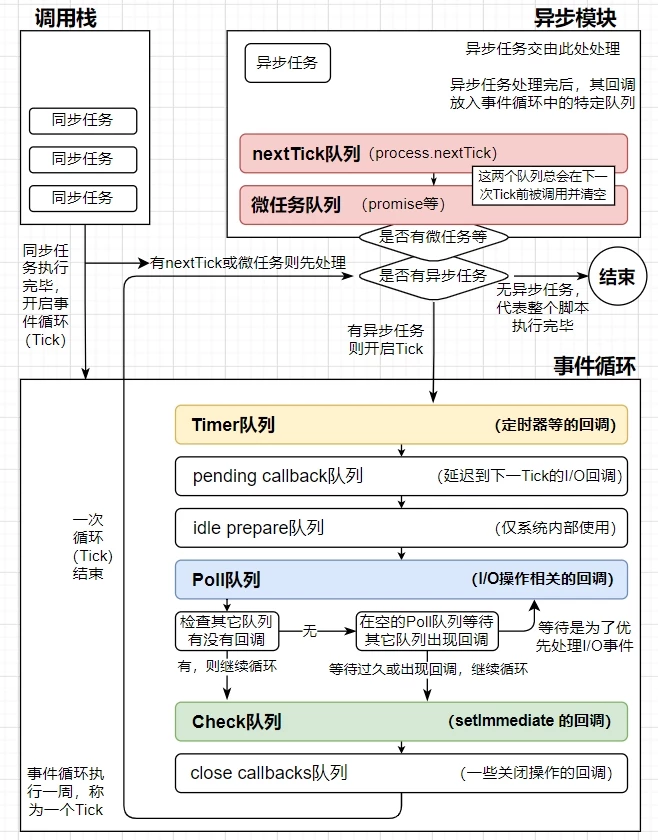 调用栈
同步任务
同步任务
同步任务
异步模块
异步任务
异步任务交由此处处理
异步任务处理完后，其回调
放入事件循环中的特定队列
nextTick队列（process.nextTick）
这两个队列总会在下一
次Tick前被调用并清空
微任务队列（promise等）
是否有微任务等
同步任
务执行
完毕，
开启事
件循环
（Tick）
有nextTick或微任务则先处理
是否有异步任务
结束
无异步任务，
代表整个脚本
执行完毕
有异步任务
则开启Tick
事件循环
Timer队列（定时器等的回调）
pending callback队列（延迟到下一Tick的I/O回调）
idle prepare队列（仅系统内部使用）
Poll队列（I/O操作相关的回调）
检查其它队列
有没有回调
无
在空的Poll队列等待
其它队列出现回调
等待是为了优
先处理I/O事件
有，则继续循环
等待过久或出现回调，继续循环
Check队列（setImmediate 的回调）
close callbacks队列（一些关闭操作的回调）
一次
循环
（Tick）
结束
事件循环执
行一周，称
为一个Tick